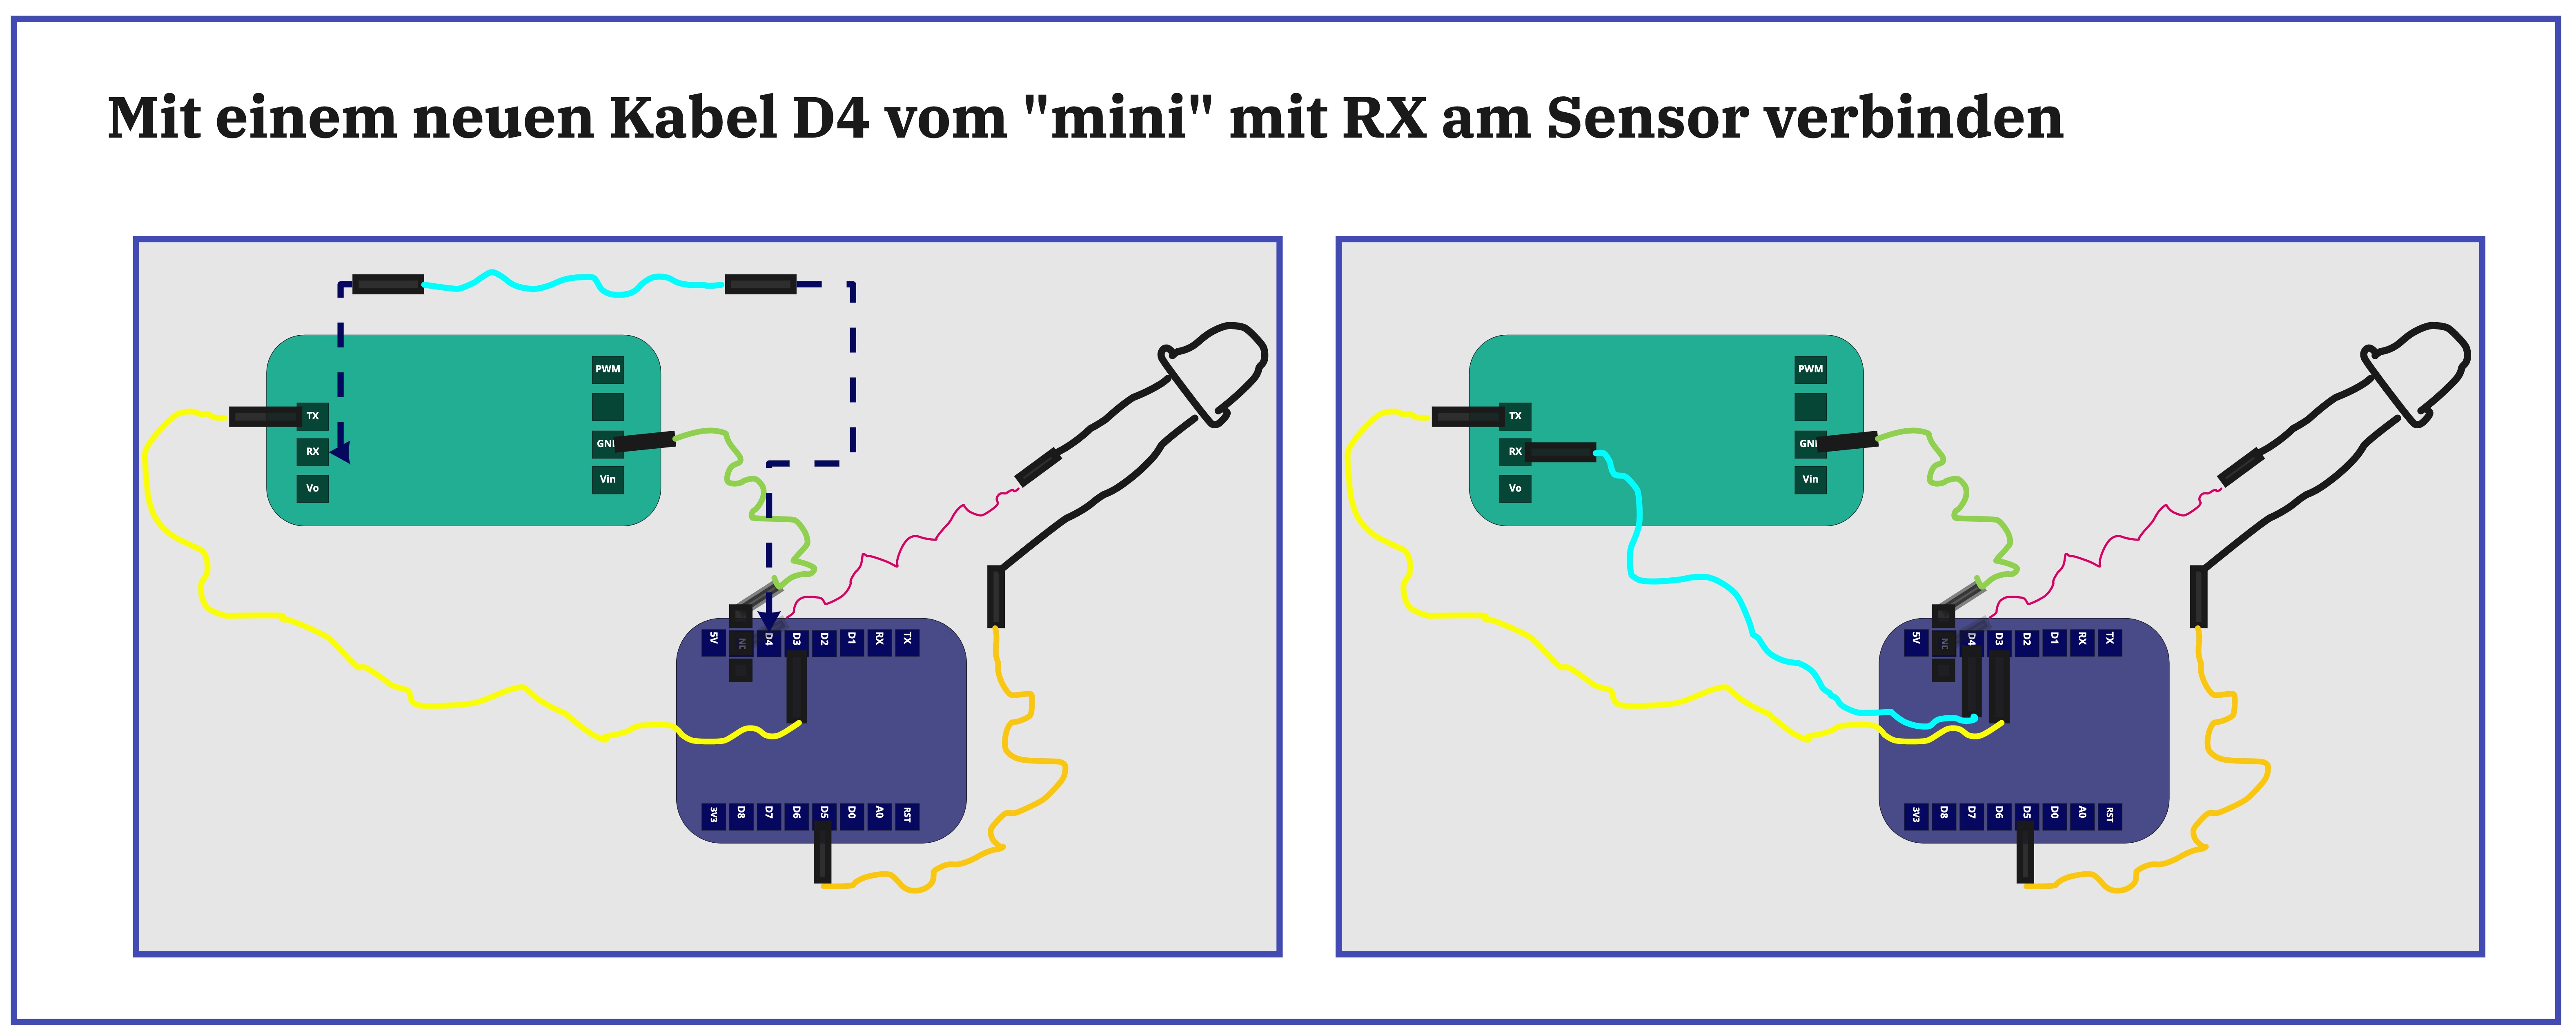 Mit einem neuen Kabel D4 vom "mini" mit RX am Sensor verbinden
PWM
TX
GN
RX
Vin
Vo
5V
NC
D4
D3
D2
D1
RX
TX
3V3
D8
D7
D6
D5
D0
A0
RST
PWM
TX
GN
RX
Vin
Vo
5V
NC
D4
D3
D2
D1
RX
TX
3V3
D8
D7
D6
D5
D0
A0
RST